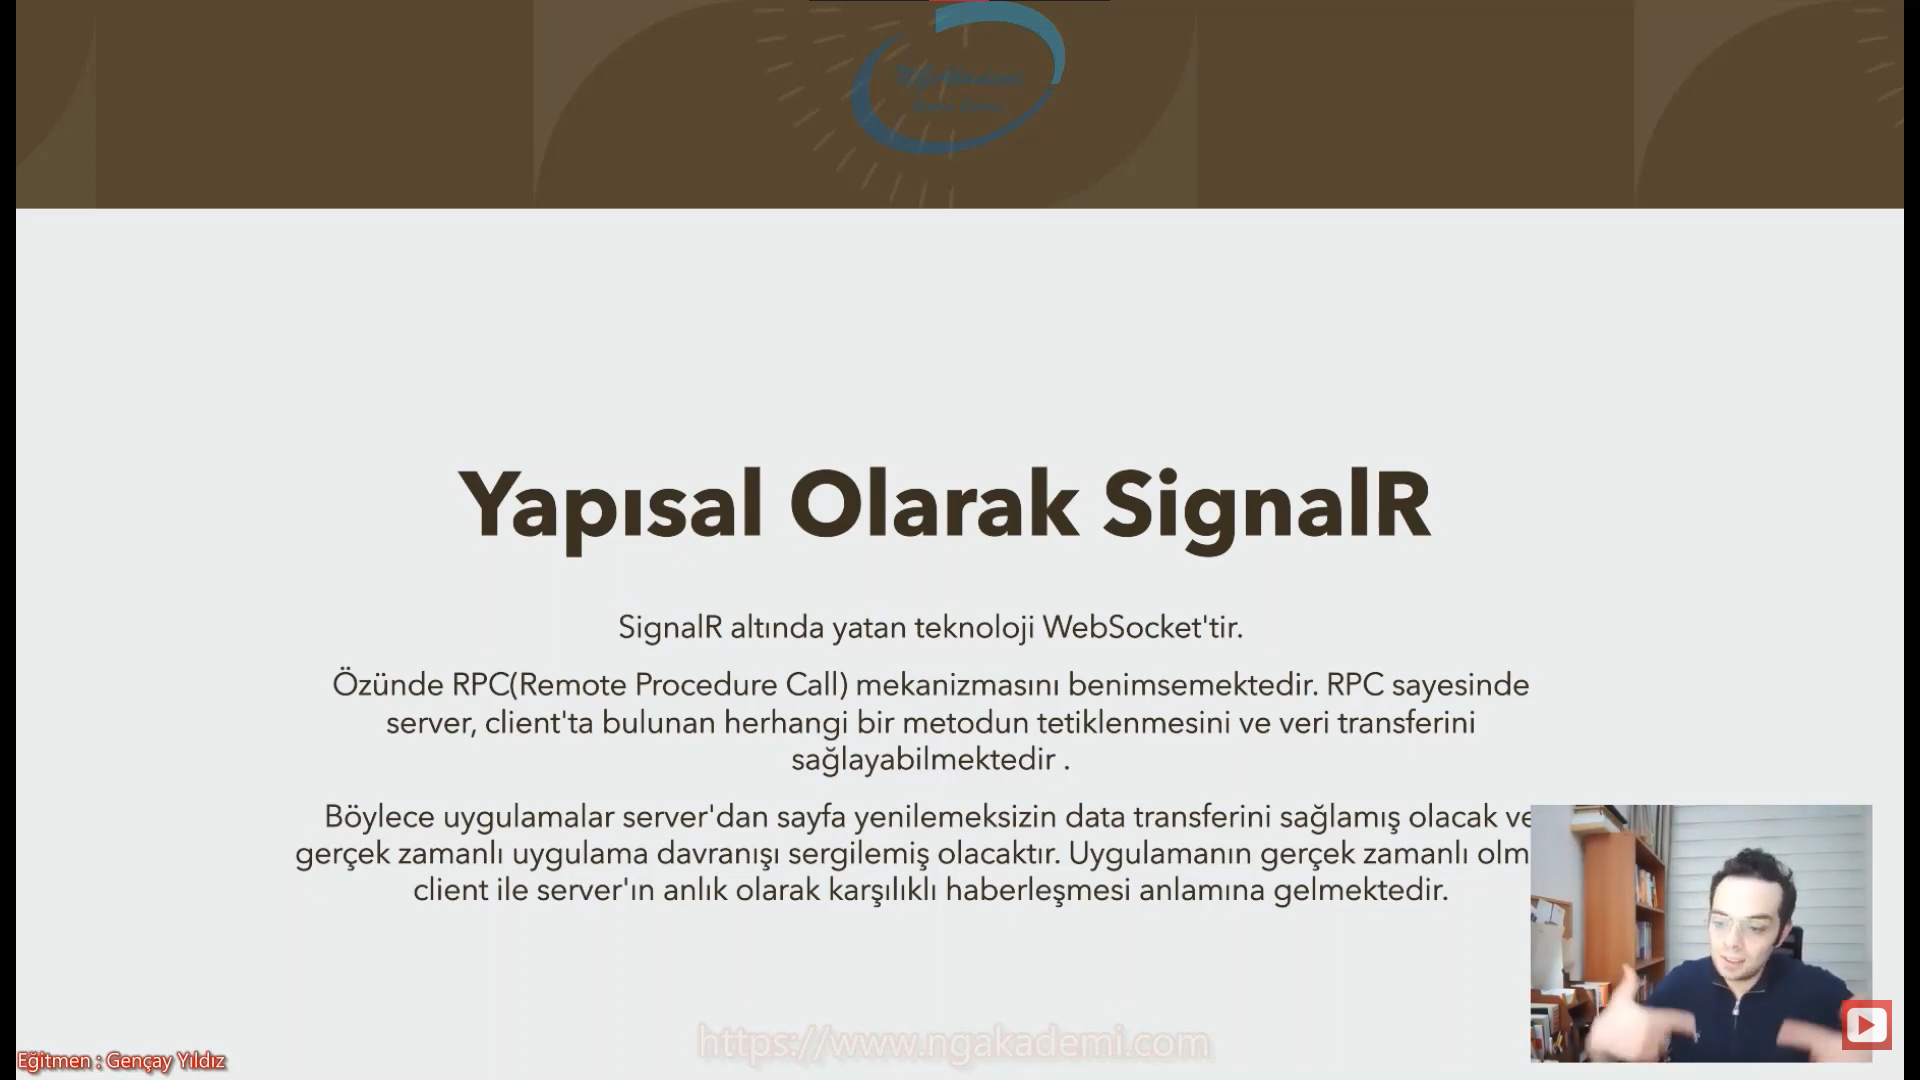 NGAkademi
Yapısal Olarak SignalR
SignalR altında yatan teknoloji WebSocket'tir.
Özünde RPC(Remote Procedure Call) mekanizmasını benimsemektedir. RPC sayesinde
server, client'ta bulunan herhangi bir metodun tetiklenmesini ve veri transferini
sağlayabilmektedir .
Böylece uygulamalar server'dan sayfa yenilemeksizin data transferini sağlamış olacak ve
gerçek zamanlı uygulama davranışı sergilemiş olacaktır. Uygulamanın gerçek zamanlı olm
client ile server'ın anlık olarak karşılıklı haberleşmesi anlamına gelmektedir.
https://www.ngakademi.com
Eğitmen : Gençay Yıldız